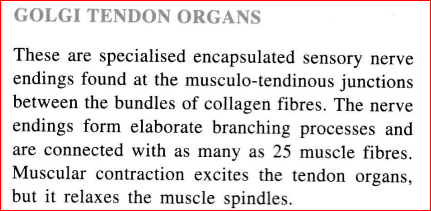 GOLGI TENDON ORGANS
These are specialised encapsulated sensory nerve
endings found at the musculo-tendinous junctions
between the bundles of collagen fibres. The nerve
endings form elaborate branching processes and
are connected with as many as 25 muscle fibres.
Muscular contraction excites the tendon organs,
but it relaxes the muscle spindles.